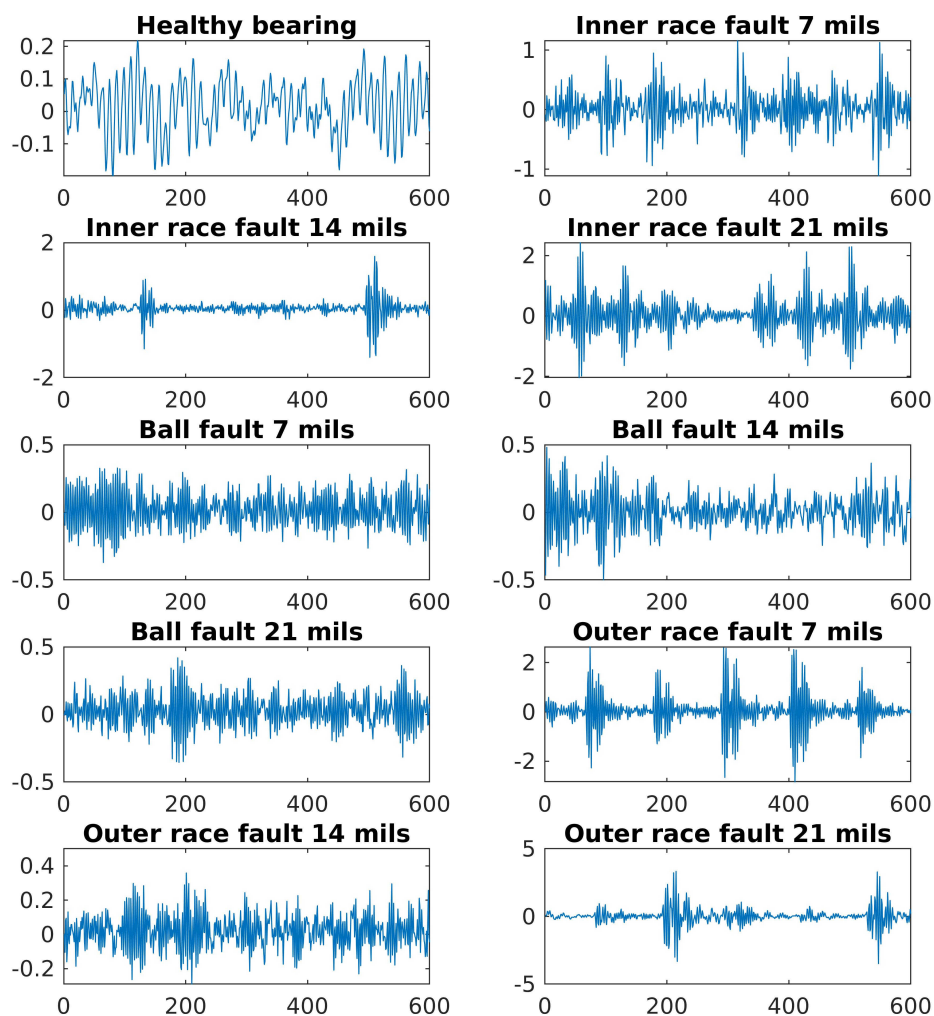 Healthy bearing
0.2
0.1
0
-0.1
0 200 400 600
Inner race fault 7 mils
1
0
-1
0 200 400 600
Inner race fault 14 mils
2
0
-2
0 200 400 600
Inner race fault 21 mils
2
0
-2
0 200 400 600
Ball fault 7 mils
0.5
0
-0.5
0 200 400 600
Ball fault 14 mils
0.5
0
-0.5
0 200 400 600
Ball fault 21 mils
0.5
0
-0.5
0 200 400 600
Outer race fault 7 mils
2
0
-2
0 200 400 600
Outer race fault 14 mils
0.4
0.2
0
-0.2
0 200 400 600
Outer race fault 21 mils
5
0
-5
0 200 400 600